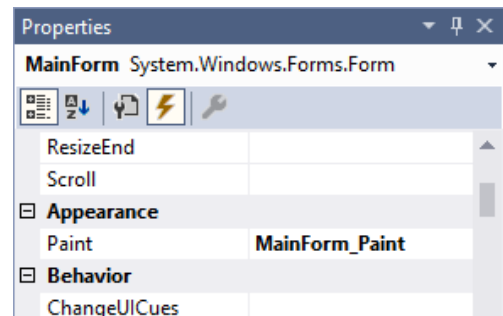 Properties
MainForm System.Windows.Forms.Form
ResizeEnd
Scroll
Appearance
Paint MainForm_Paint
Behavior
ChangeUICues